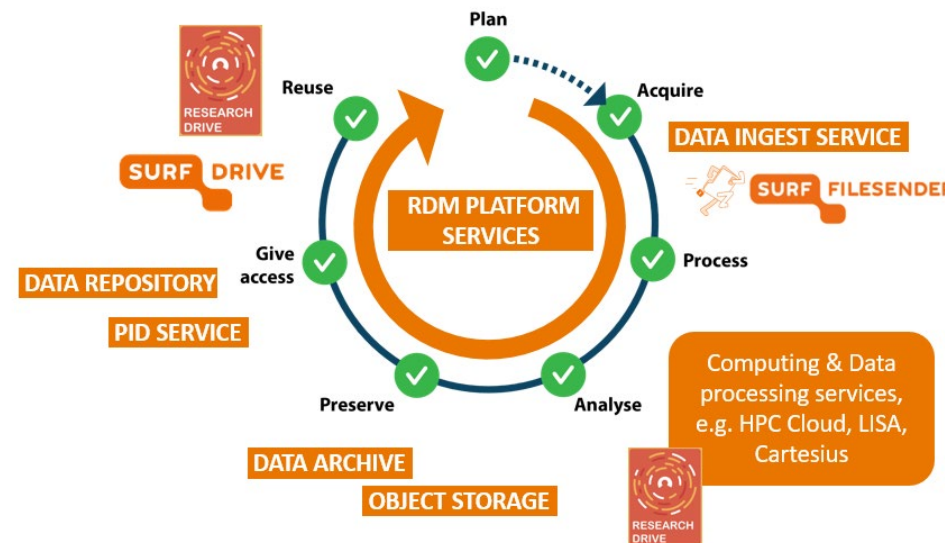 Plan
Reuse
Acquire
RESEARCH
DRIVE
DATA INGEST SERVICE
SURF DRIVE
SURF FILESENDER
RDM PLATFORM
SERVICES
Give
access
Process
DATA REPOSITORY
PID SERVICE
Computing & Data
processing services,
e.g. HPC Cloud, LISA,
Cartesius
Preserve
Analyse
DATA ARCHIVE
OBJECT STORAGE
RESEARCH
DRIVE